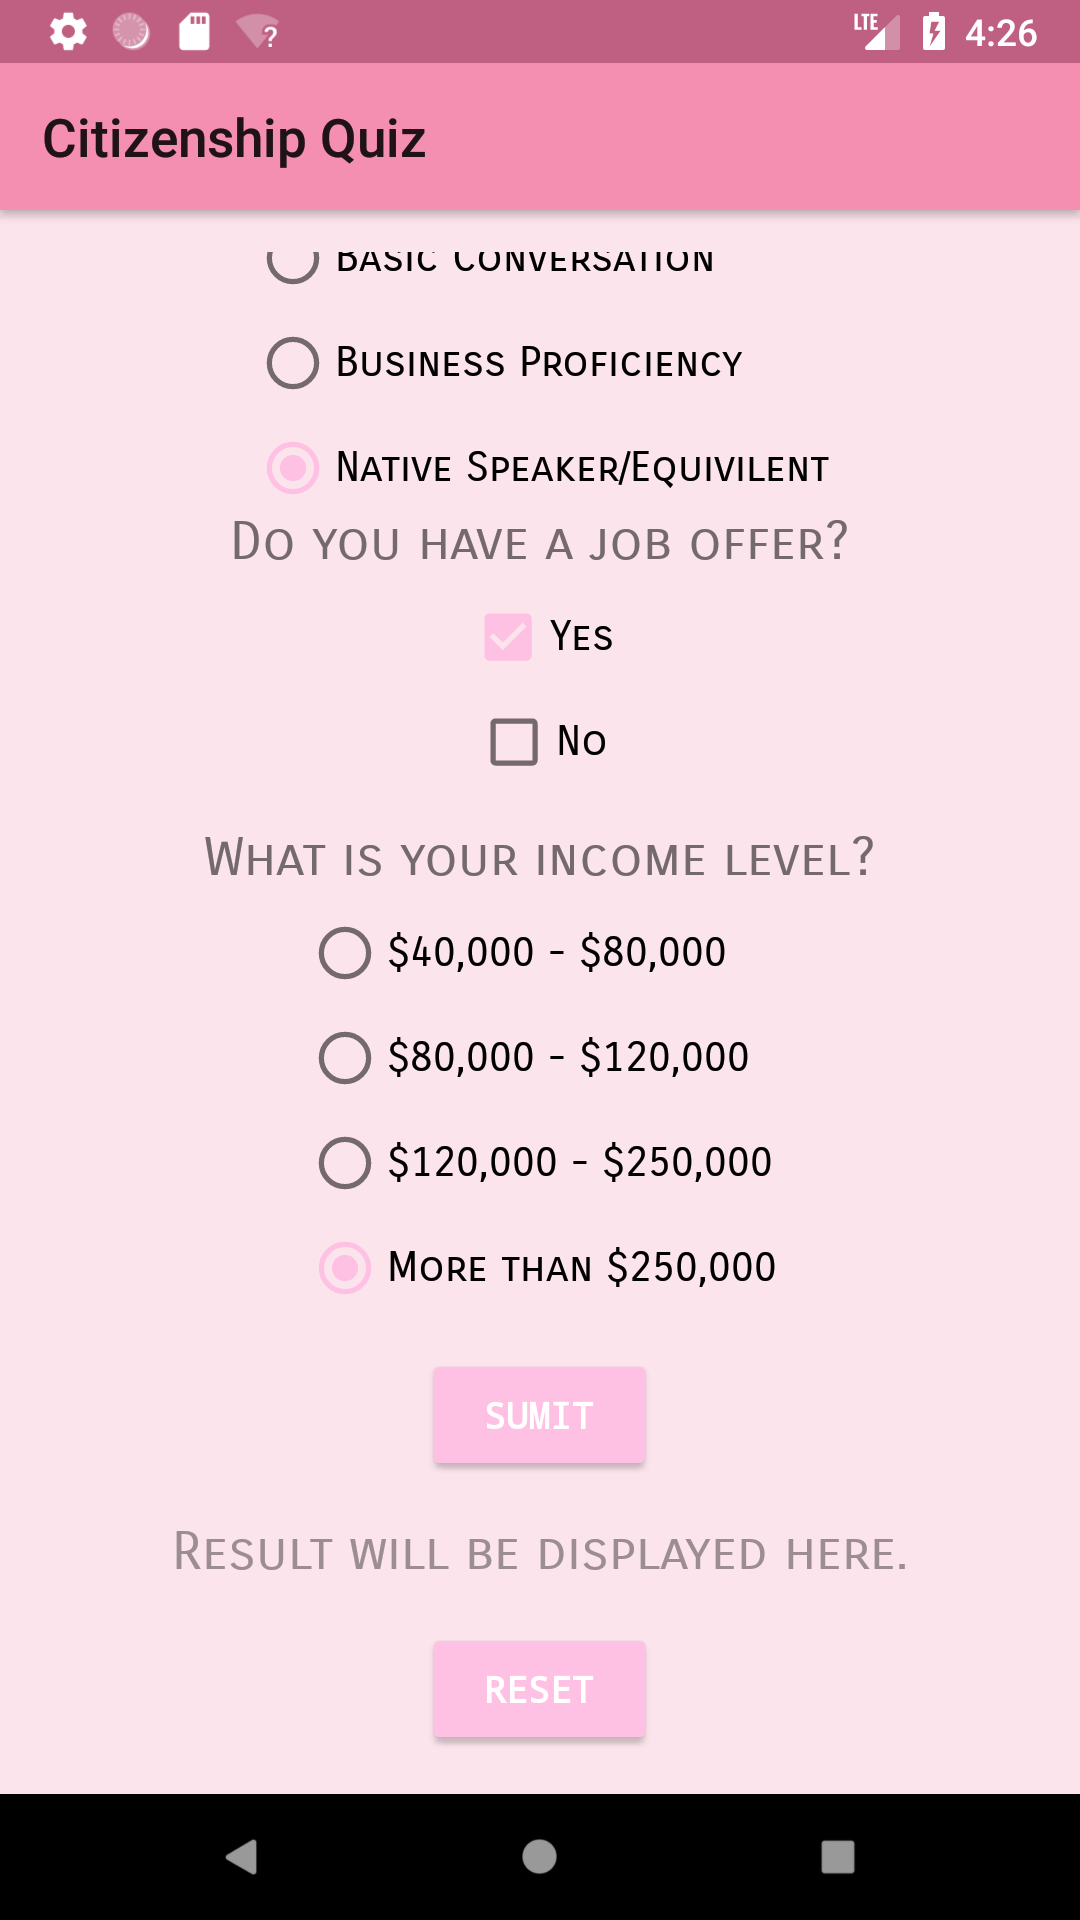 LTE 4:26
Citizenship Quiz
Basic Conversation
Business Proficiency
Native Speaker/Equivilent
Do you have a job offer?
Yes
No
What is your income level?
$40,000 - $80,000
$80,000 - $120,000
$120,000 - $250,000
More than $250,000
SUMIT
Result will be displayed here.
RESET